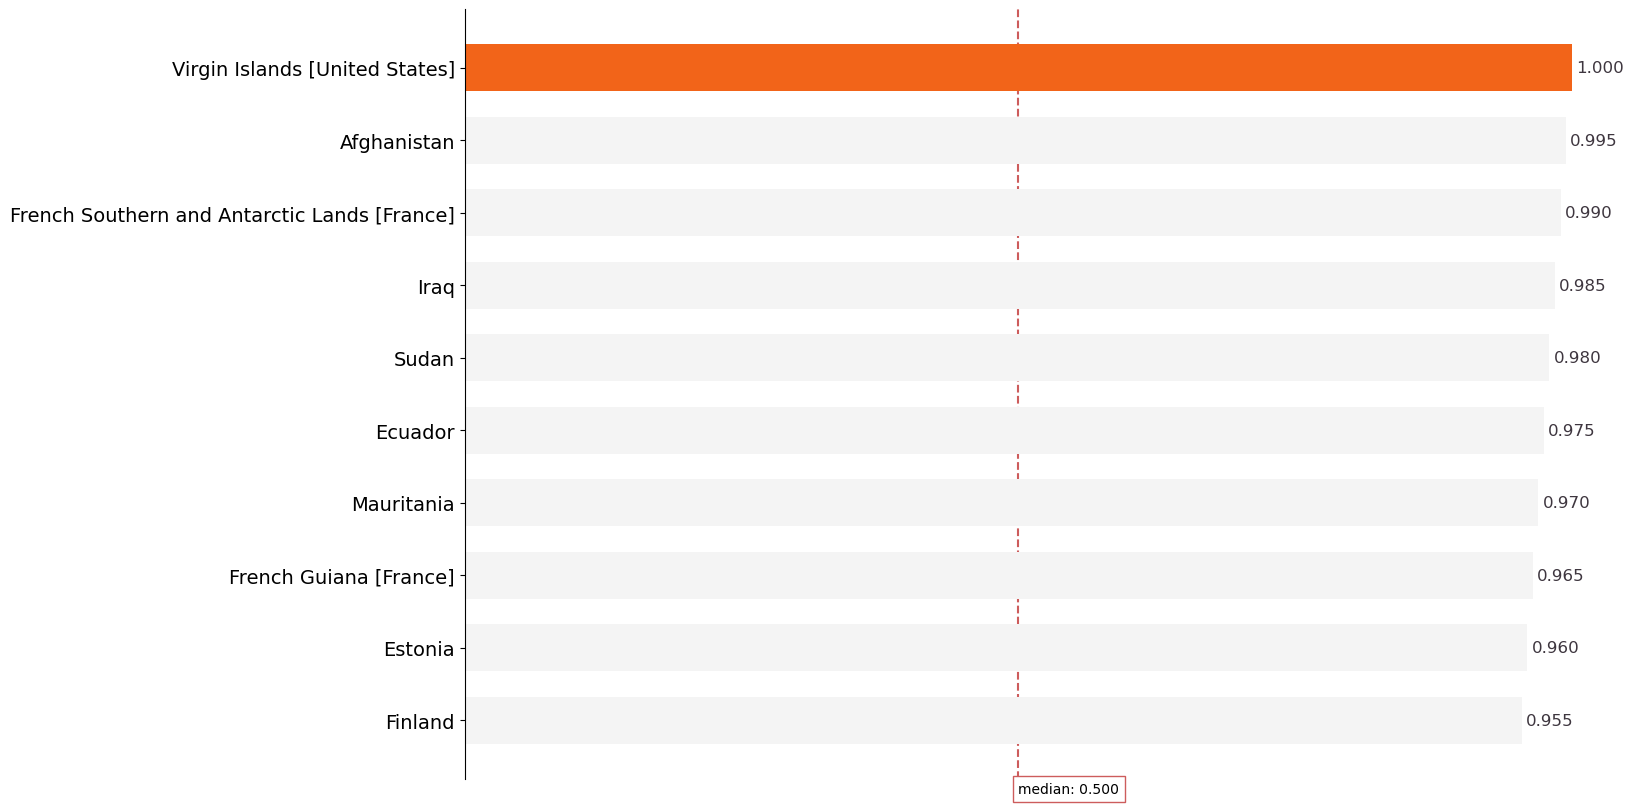 Virgin Islands [United States] 1.000
Afghanistan 0.995
French Southern and Antarctic Lands [France] 0.990
Iraq 0.985
Sudan 0.980
Ecuador 0.975
Mauritania 0.970
French Guiana [France] 0.965
Estonia 0.960
Finland 0.955
median: 0.500